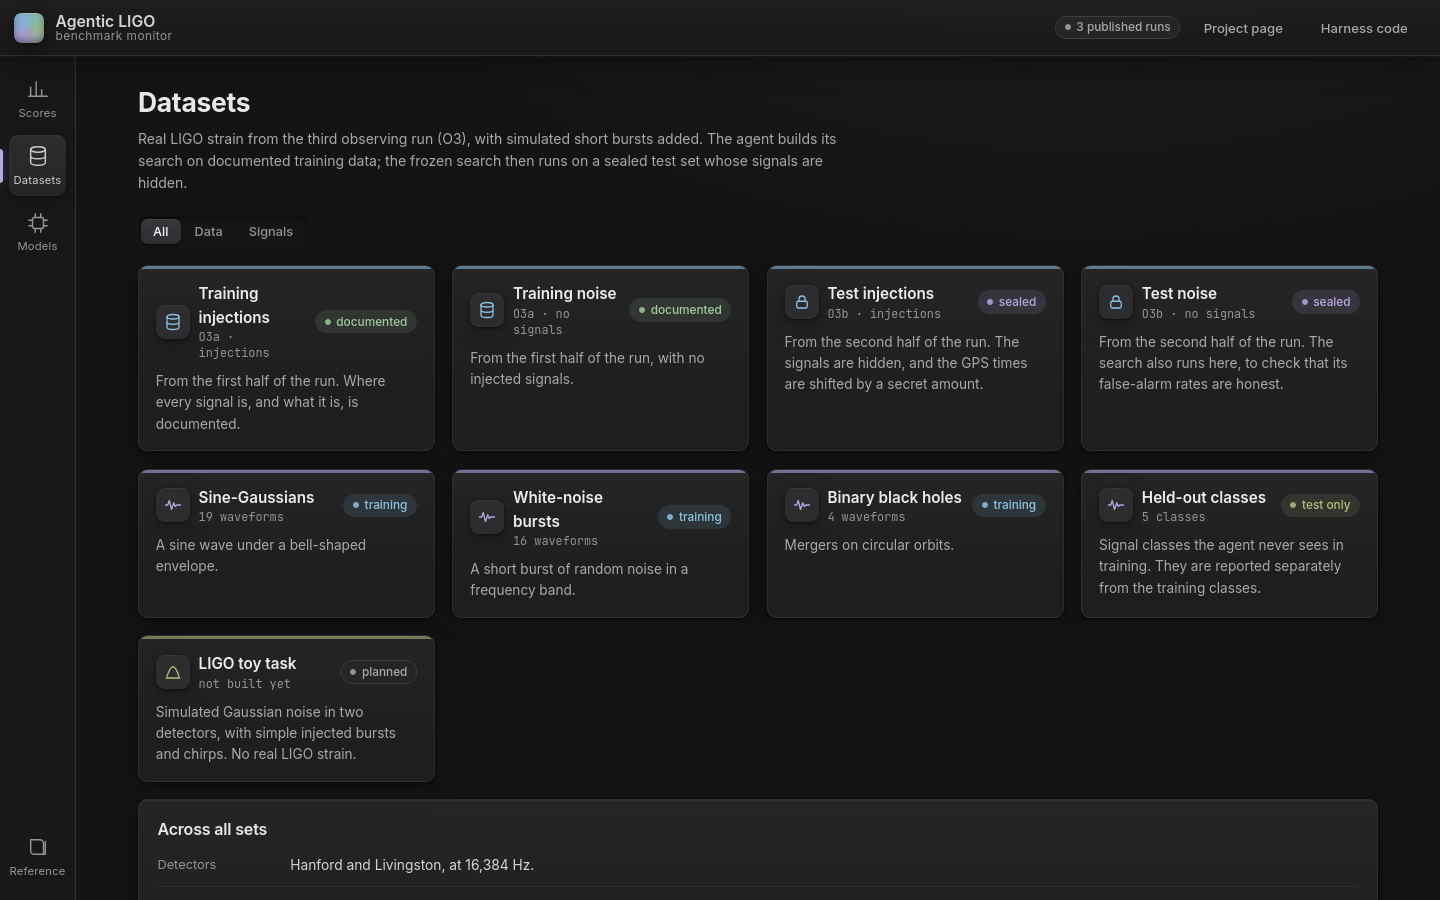 Agentic LIGO
benchmark monitor
3 published runs
Project page
Harness code
Scores
Datasets
Models
Reference
Datasets
Real LIGO strain from the third observing run (O3), with simulated short bursts added. The agent builds its
search on documented training data; the frozen search then runs on a sealed test set whose signals are
hidden.
All
Data
Signals
Training
injections
O3a ·
injections
documented
From the first half of the run. Where
every signal is, and what it is, is
documented.
Training noise
O3a · no
signals
documented
From the first half of the run, with no
injected signals.
Test injections
O3b · injections
sealed
From the second half of the run. The
signals are hidden, and the GPS times
are shifted by a secret amount.
Test noise
O3b · no signals
sealed
From the second half of the run. The
search also runs here, to check that its
false-alarm rates are honest.
Sine-Gaussians
19 waveforms
training
A sine wave under a bell-shaped
envelope.
White-noise
bursts
16 waveforms
training
A short burst of random noise in a
frequency band.
Binary black holes
4 waveforms
training
Mergers on circular orbits.
Held-out classes
5 classes
test only
Signal classes the agent never sees in
training. They are reported separately
from the training classes.
LIGO toy task
not built yet
planned
Simulated Gaussian noise in two
detectors, with simple injected bursts
and chirps. No real LIGO strain.
Across all sets
Detectors
Hanford and Livingston, at 16,384 Hz.